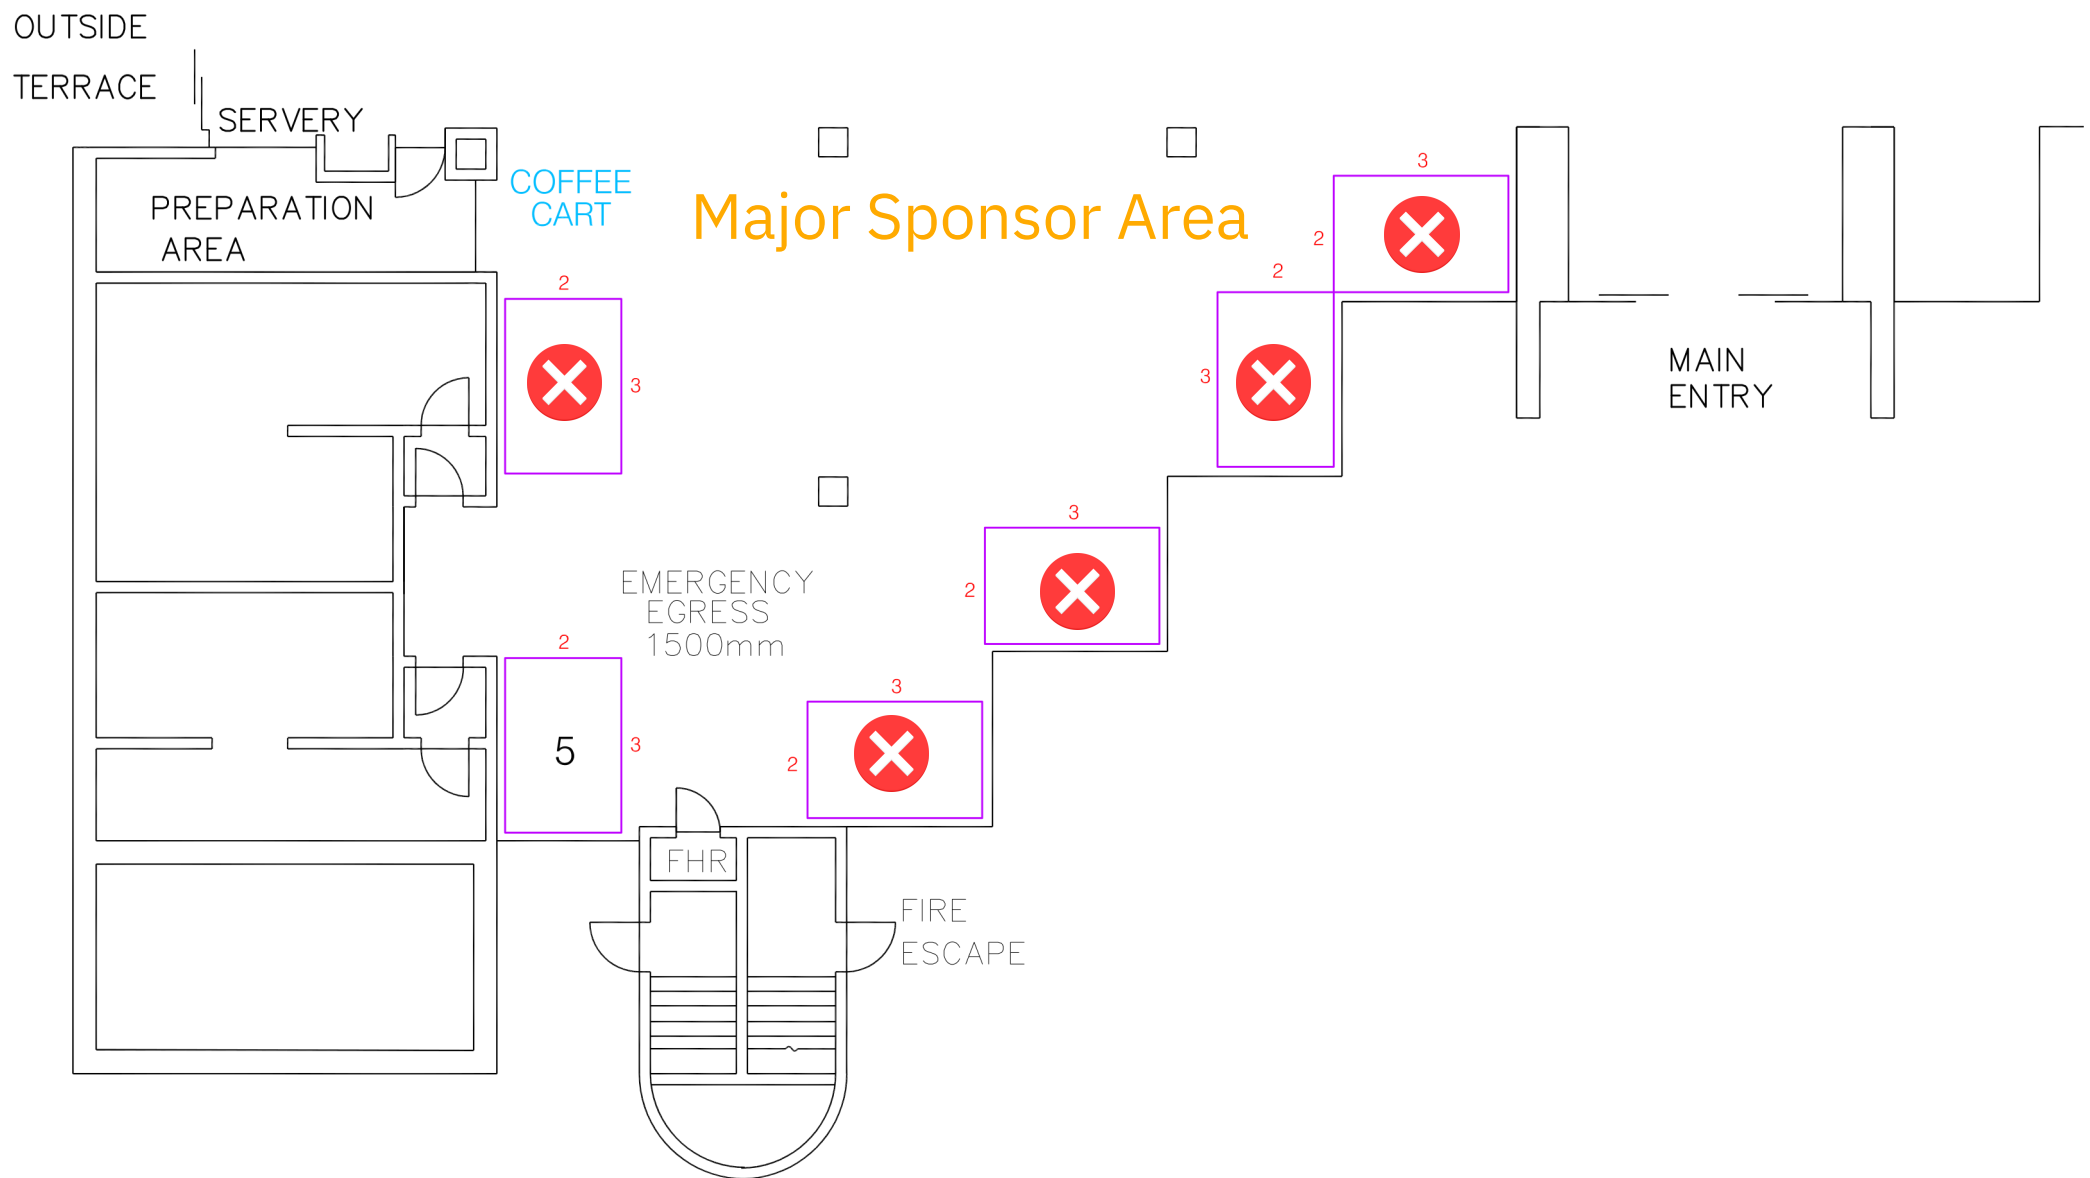 OUTSIDE
TERRACE
SERVERY
PREPARATION
AREA
COFFEE
CART
Major Sponsor Area
3
2
2
3
2
3
MAIN
ENTRY
3
2
EMERGENCY
EGRESS
1500mm
2
3
5
3
2
FHR
FIRE
ESCAPE